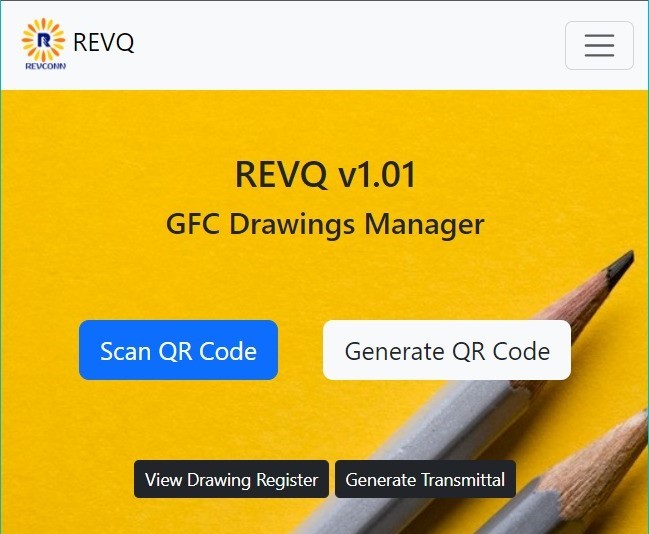 R
REVCONN
REVQ
REVQ v1.01
GFC Drawings Manager
Scan QR Code
Generate QR Code
View Drawing Register
Generate Transmittal